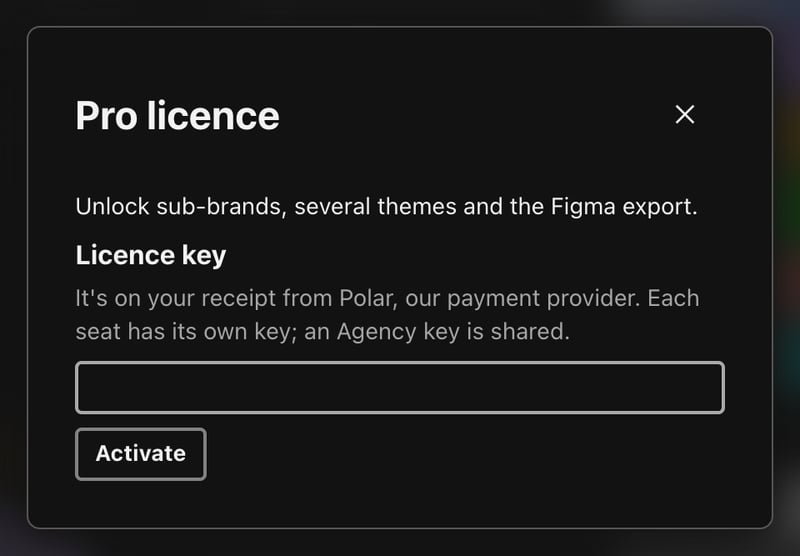 Pro licence
Unlock sub-brands, several themes and the Figma export.
Licence key
It's on your receipt from Polar, our payment provider. Each
seat has its own key; an Agency key is shared.
Activate